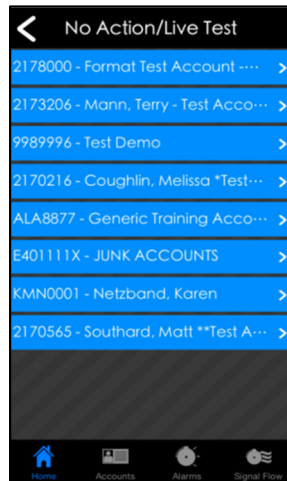 No Action/Live Test
2178000 - Format Test Account -···
2173206 - Mann, Terry - Test Acco···
9989996 - Test Demo
2170216 - Coughlin, Melissa *Test···
ALA8877 - Generic Training Acco···
E401111X - JUNK ACCOUNTS
KMN0001 - Netzband, Karen
2170565 - Southard, Matt **Test A···
Home Accounts Alarms Signal Flow